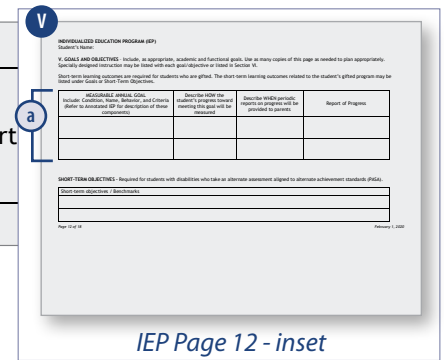 V
INDIVIDUALIZED EDUCATION PROGRAM (IEP)
Student's Name:
V. GOALS AND OBJECTIVES – Include, as appropriate, academic and functional goals. Use as many copies of this page as needed to plan appropriately.
Specially designed instruction may be listed with each goal/objective or listed in Section VI.
Short-term learning outcomes are required for students who are gifted. The short-term learning outcomes related to the student's gifted program may be
listed under Goals or Short-Term Objectives.
a
rt
MEASURABLE ANNUAL GOAL
Include: Condition, Name, Behavior, and Criteria
(Refer to Annotated IEP for description of these
components)
Describe HOW the
student's progress toward
meeting this goal will be
measured
Describe WHEN periodic
reports on progress will be
provided to parents
Report of Progress
SHORT-TERM OBJECTIVES – Required for students with disabilities who take an alternate assessment aligned to alternate achievement standards (PASA).
Short-term objectives / Benchmarks
Page 12 of 18
February 1, 2020
IEP Page 12 - inset